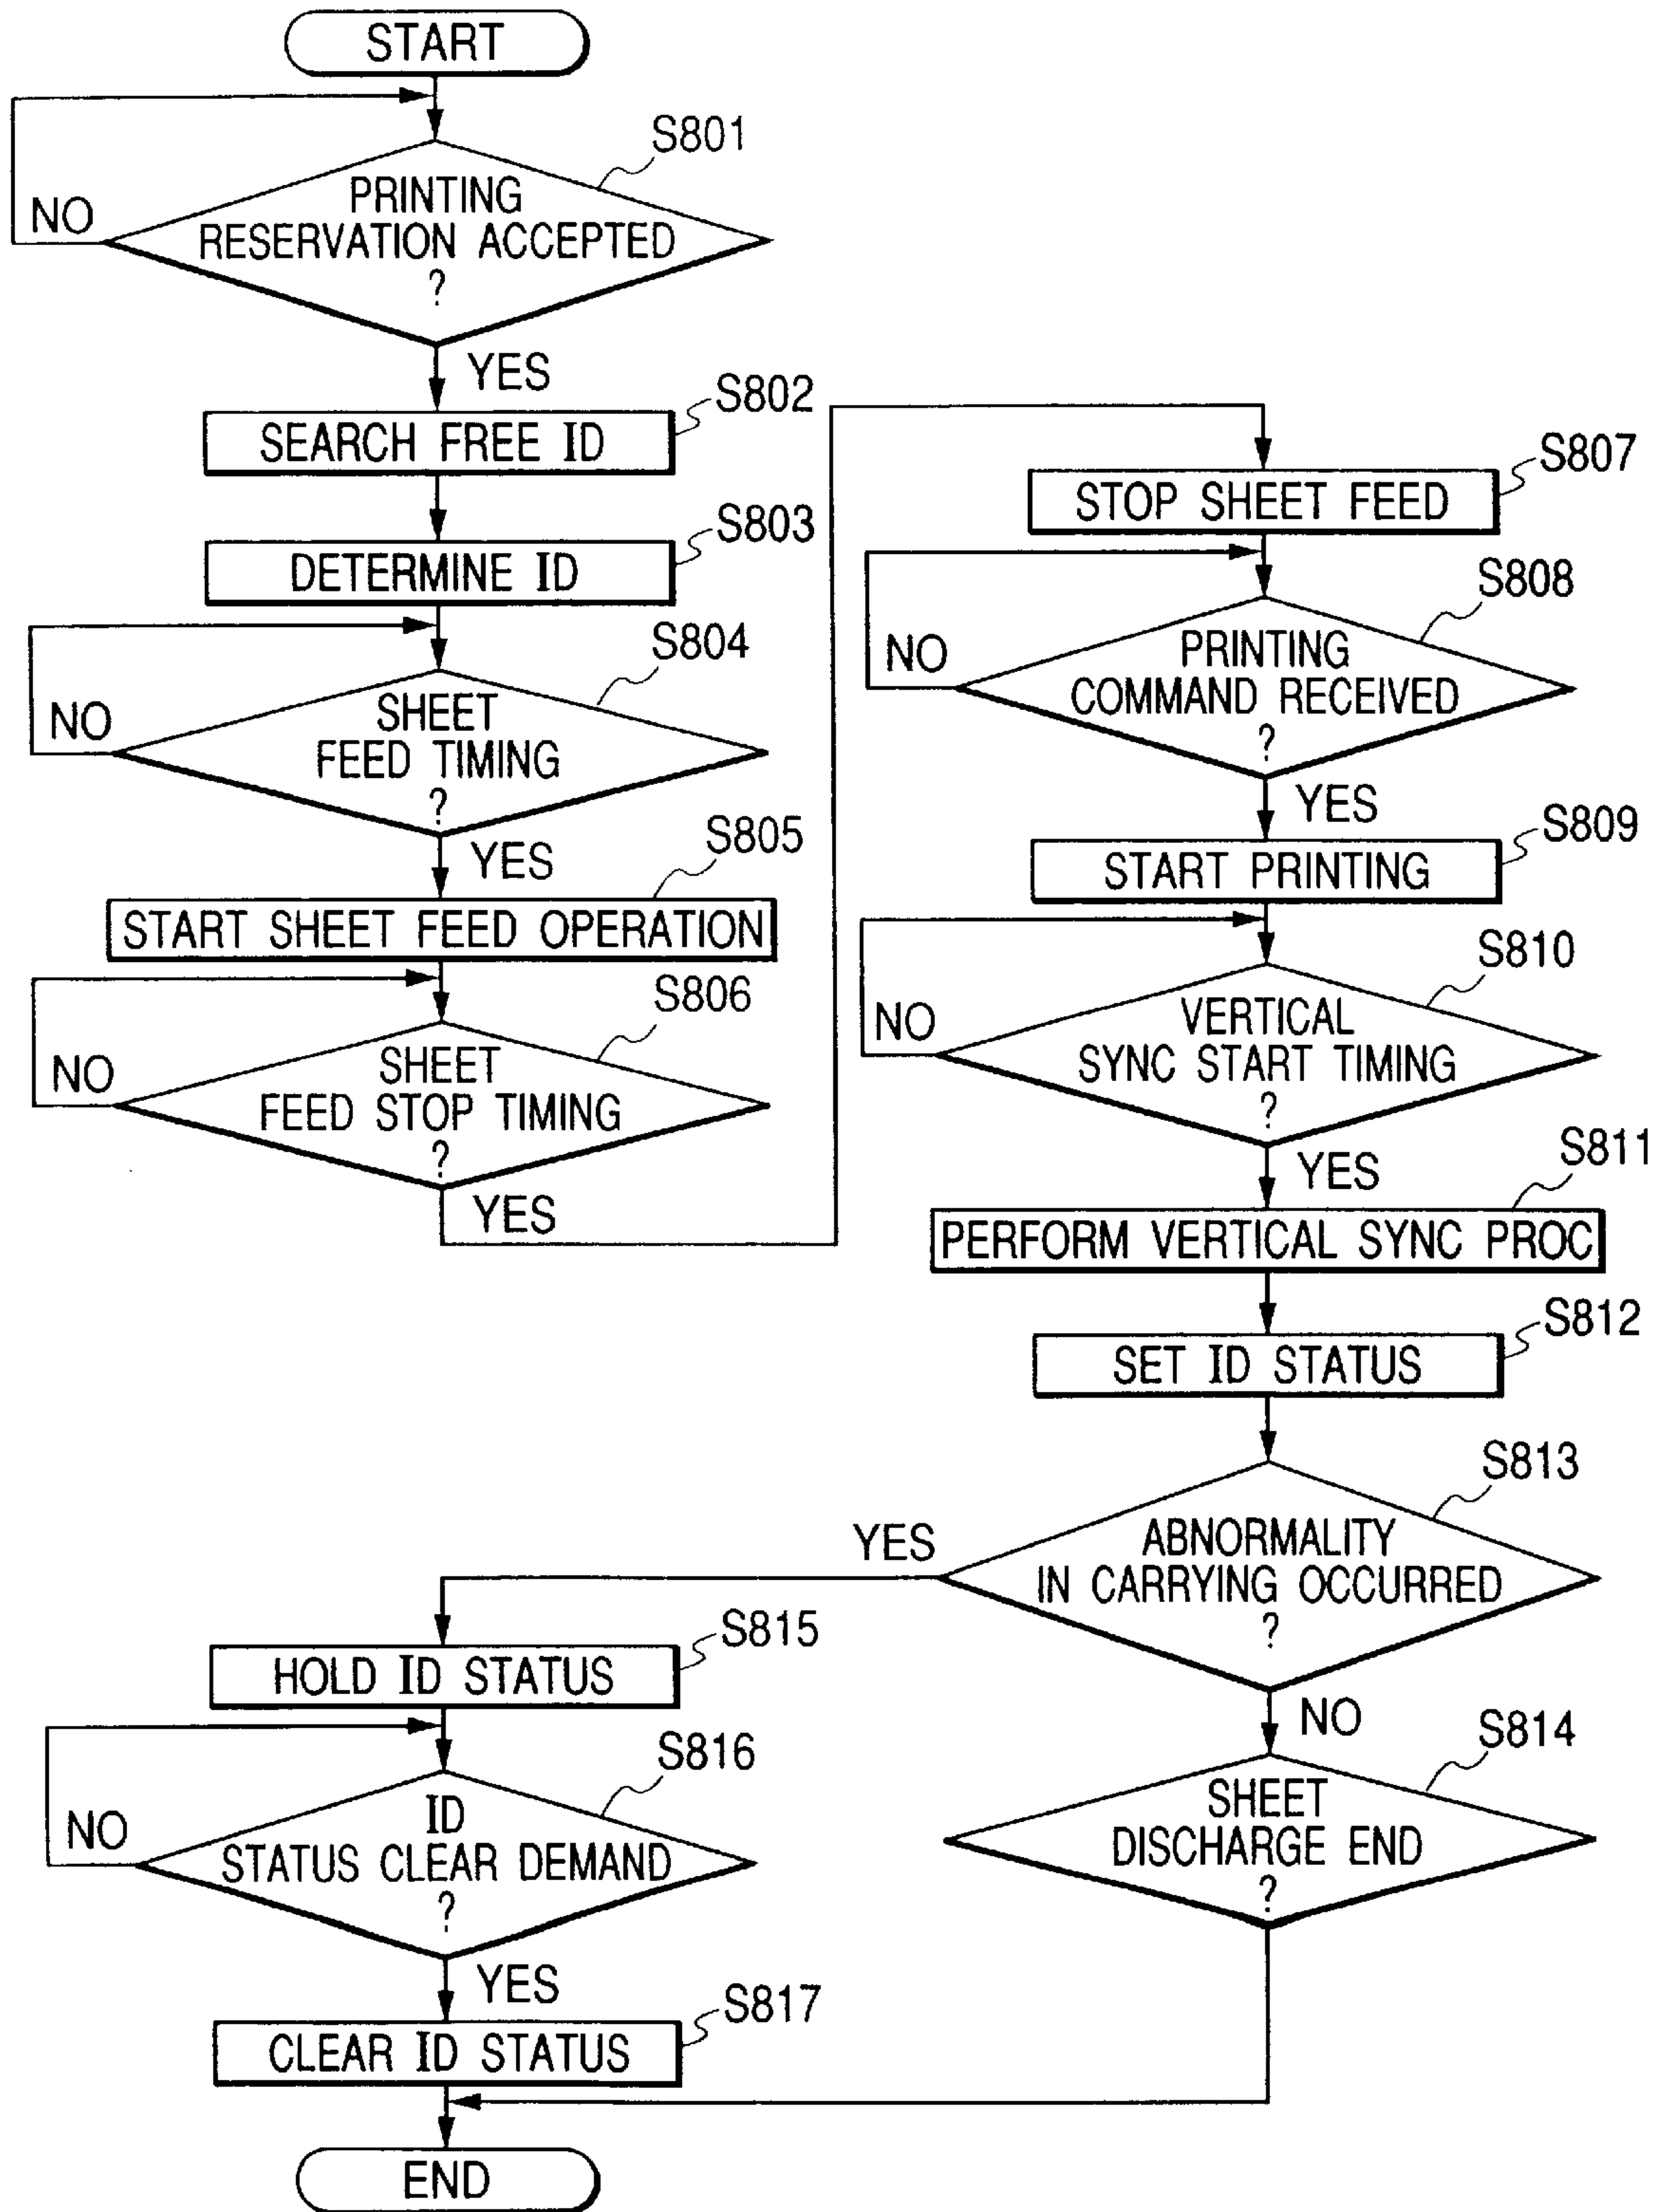 START
S801
PRINTING
RESERVATION ACCEPTED
?
NO
YES
S802
SEARCH FREE ID
S803
DETERMINE ID
S804
SHEET
FEED TIMING
?
NO
YES
S805
START SHEET FEED OPERATION
S806
SHEET
FEED STOP TIMING
?
NO
YES
S807
STOP SHEET FEED
S808
PRINTING
COMMAND RECEIVED
?
NO
YES
S809
START PRINTING
S810
VERTICAL
SYNC START TIMING
?
NO
YES
S811
PERFORM VERTICAL SYNC PROC
S812
SET ID STATUS
S813
ABNORMALITY
IN CARRYING OCCURRED
?
YES
NO
S814
SHEET
DISCHARGE END
?
S815
HOLD ID STATUS
S816
ID
STATUS CLEAR DEMAND
?
NO
YES
S817
CLEAR ID STATUS
END